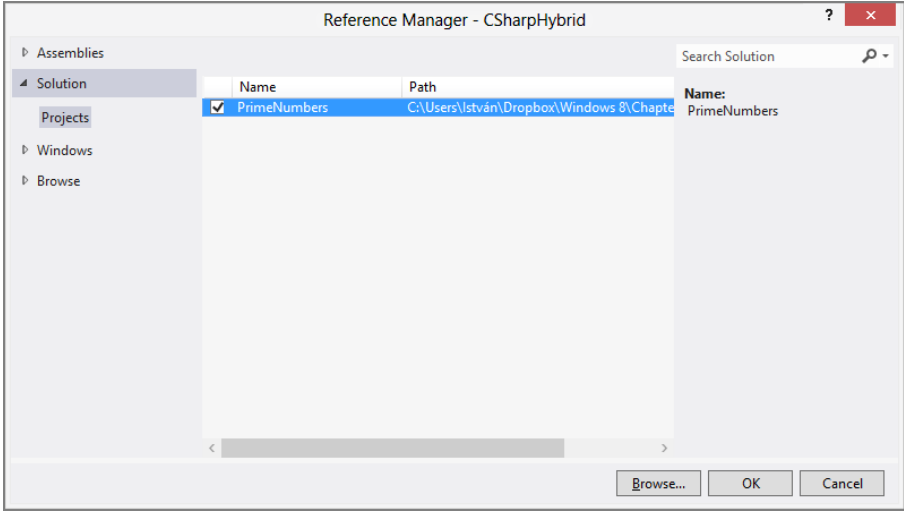 Reference Manager - CSharpHybrid ? ×
Assemblies
Solution
Projects
Windows
Browse
Name Path
PrimeNumbers C:\Users\István\Dropbox\Windows 8\Chapte
Search Solution
Name:
PrimeNumbers
Browse... OK Cancel